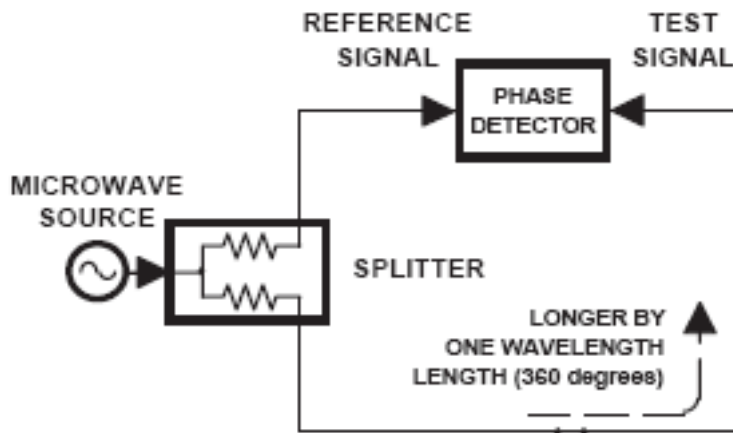 REFERENCE
SIGNAL
TEST
SIGNAL
PHASE
DETECTOR
MICROWAVE
SOURCE
SPLITTER
LONGER BY
ONE WAVELENGTH
LENGTH (360 degrees)